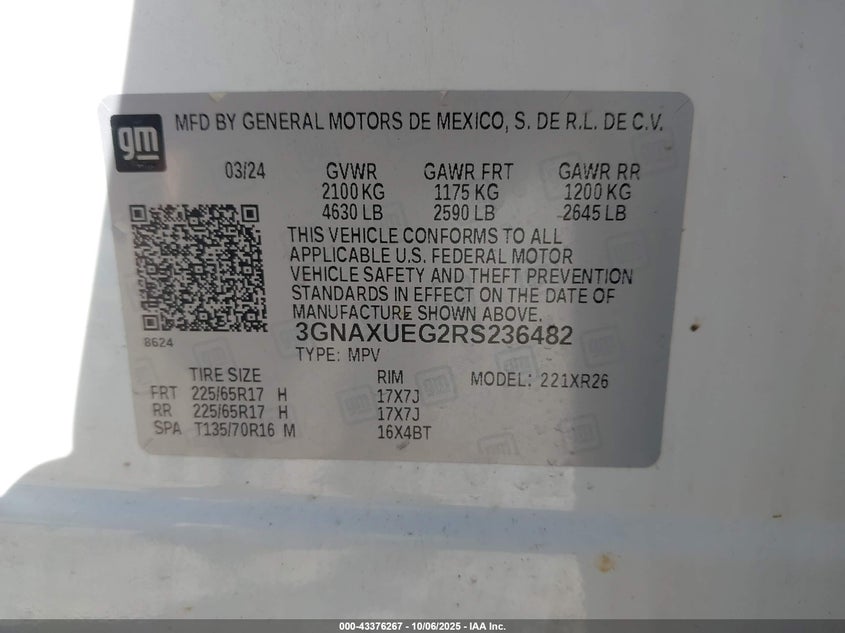 gm
MFD BY GENERAL MOTORS DE MEXICO, S. DE R.L. DE C.V.
03/24 GVWR GAWR FRT GAWR RR
2100 KG 1175 KG 1200 KG
4630 LB 2590 LB 2645 LB
THIS VEHICLE CONFORMS TO ALL
APPLICABLE U.S. FEDERAL MOTOR
VEHICLE SAFETY AND THEFT PREVENTION
STANDARDS IN EFFECT ON THE DATE OF
MANUFACTURE SHOWN ABOVE.
8624
3GNAXUEG2RS236482
TYPE: MPV
TIRE SIZE RIM MODEL: 221XR26
FRT 225/65R17 H 17X7J
RR 225/65R17 H 17X7J
SPA T135/70R16 M 16X4BT
000-43376267 - 10/06/2025 - IAA Inc.